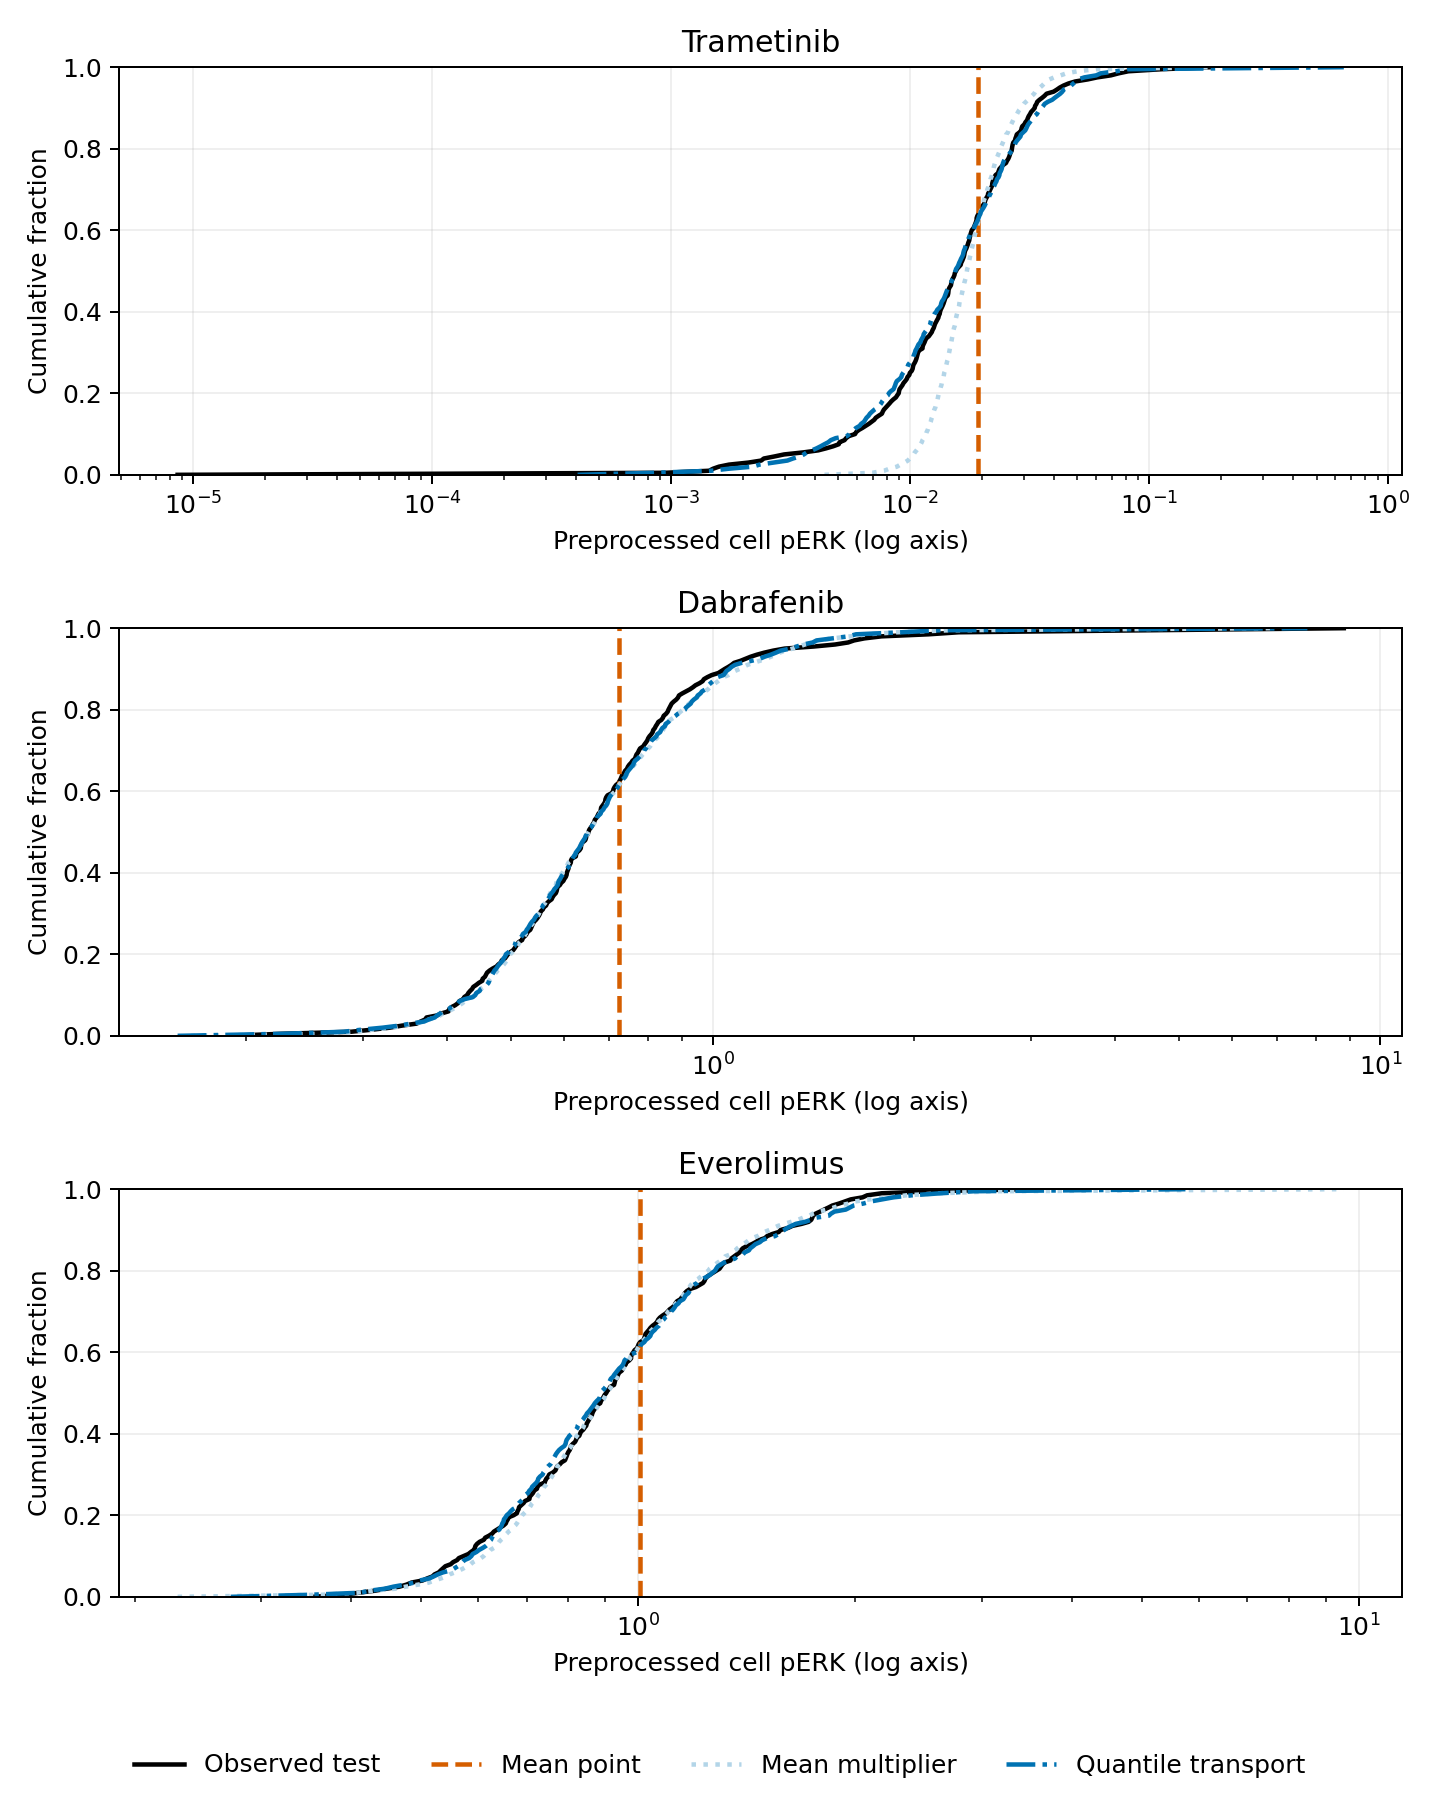 Trametinib
1.0
0.8
0.6
0.4
0.2
0.0
Cumulative fraction
10⁻⁵ 10⁻⁴ 10⁻³ 10⁻² 10⁻¹ 10⁰
Preprocessed cell pERK (log axis)
Dabrafenib
1.0
0.8
0.6
0.4
0.2
0.0
Cumulative fraction
10⁰ 10¹
Preprocessed cell pERK (log axis)
Everolimus
1.0
0.8
0.6
0.4
0.2
0.0
Cumulative fraction
10⁰ 10¹
Preprocessed cell pERK (log axis)
Observed test Mean point Mean multiplier Quantile transport